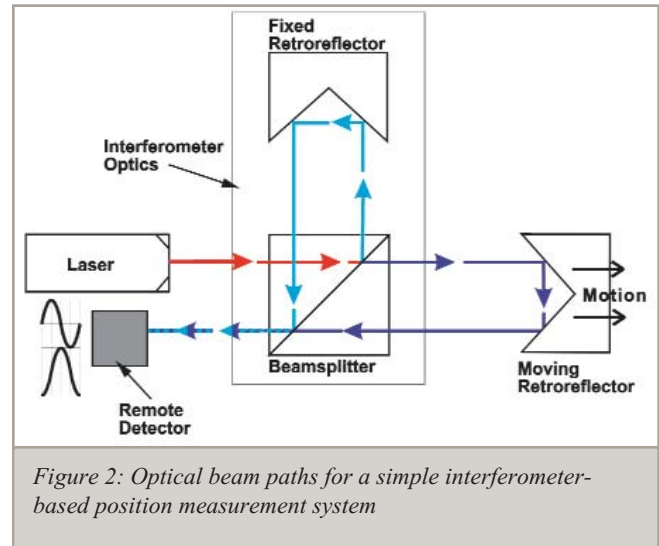 Fixed
Retroreflector
Interferometer
Optics
Laser
Motion
Beamsplitter
Moving
Retroreflector
Remote
Detector
Figure 2: Optical beam paths for a simple interferometer-
based position measurement system